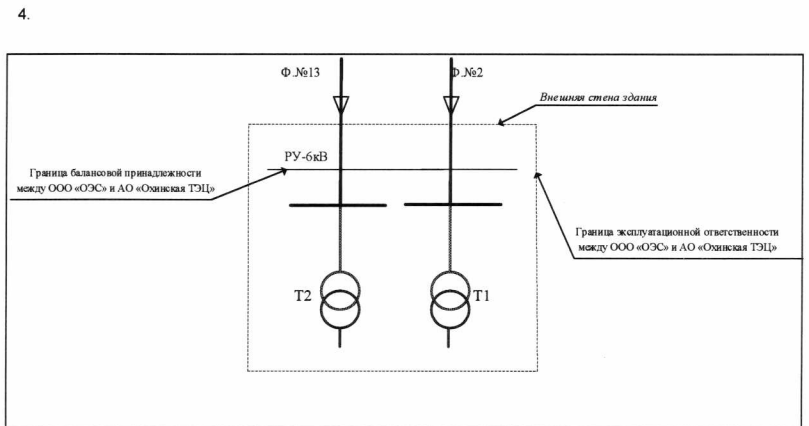 4.
Ф.№13
Ф.№2
Внешняя стена здания
РУ-6кВ
Граница балансовой принадлежности
между ООО «ОЭС» и АО «Охинская ТЭЦ»
Граница эксплуатационной ответственности
между ООО «ОЭС» и АО «Охинская ТЭЦ»
Т2
Т1